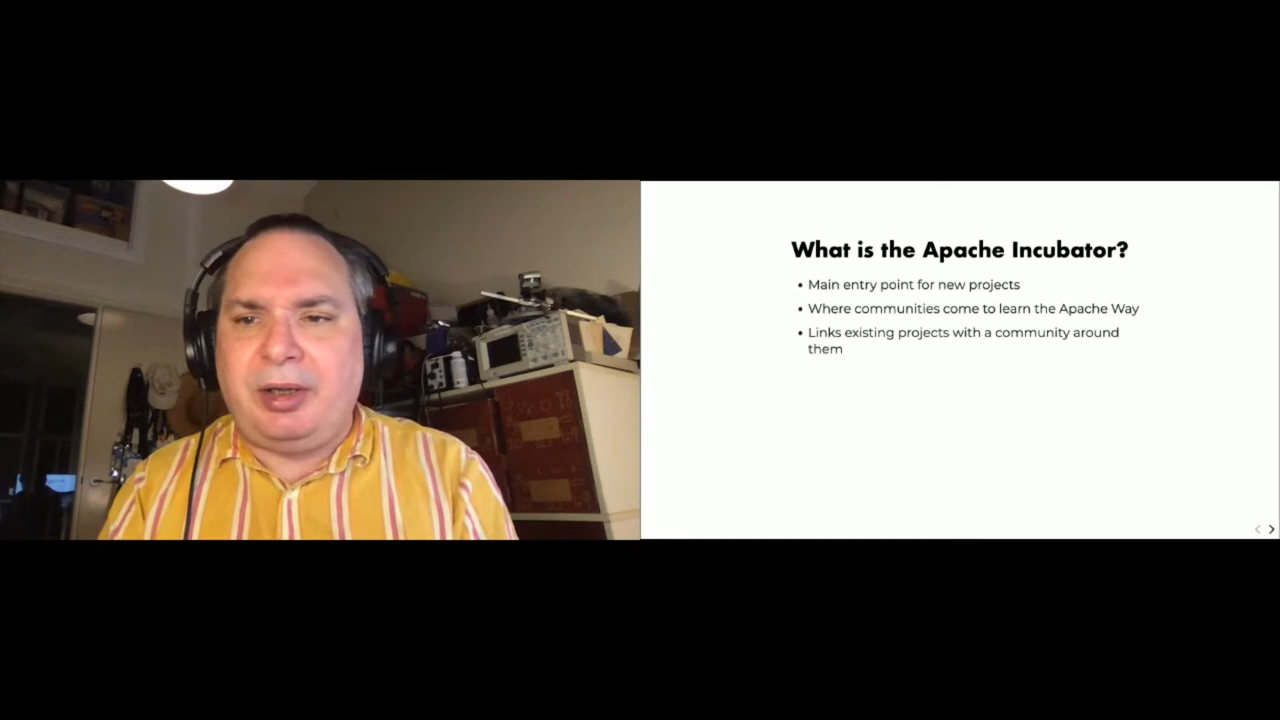 What is the Apache Incubator?
• Main entry point for new projects
• Where communities come to learn the Apache Way
• Links existing projects with a community around
them